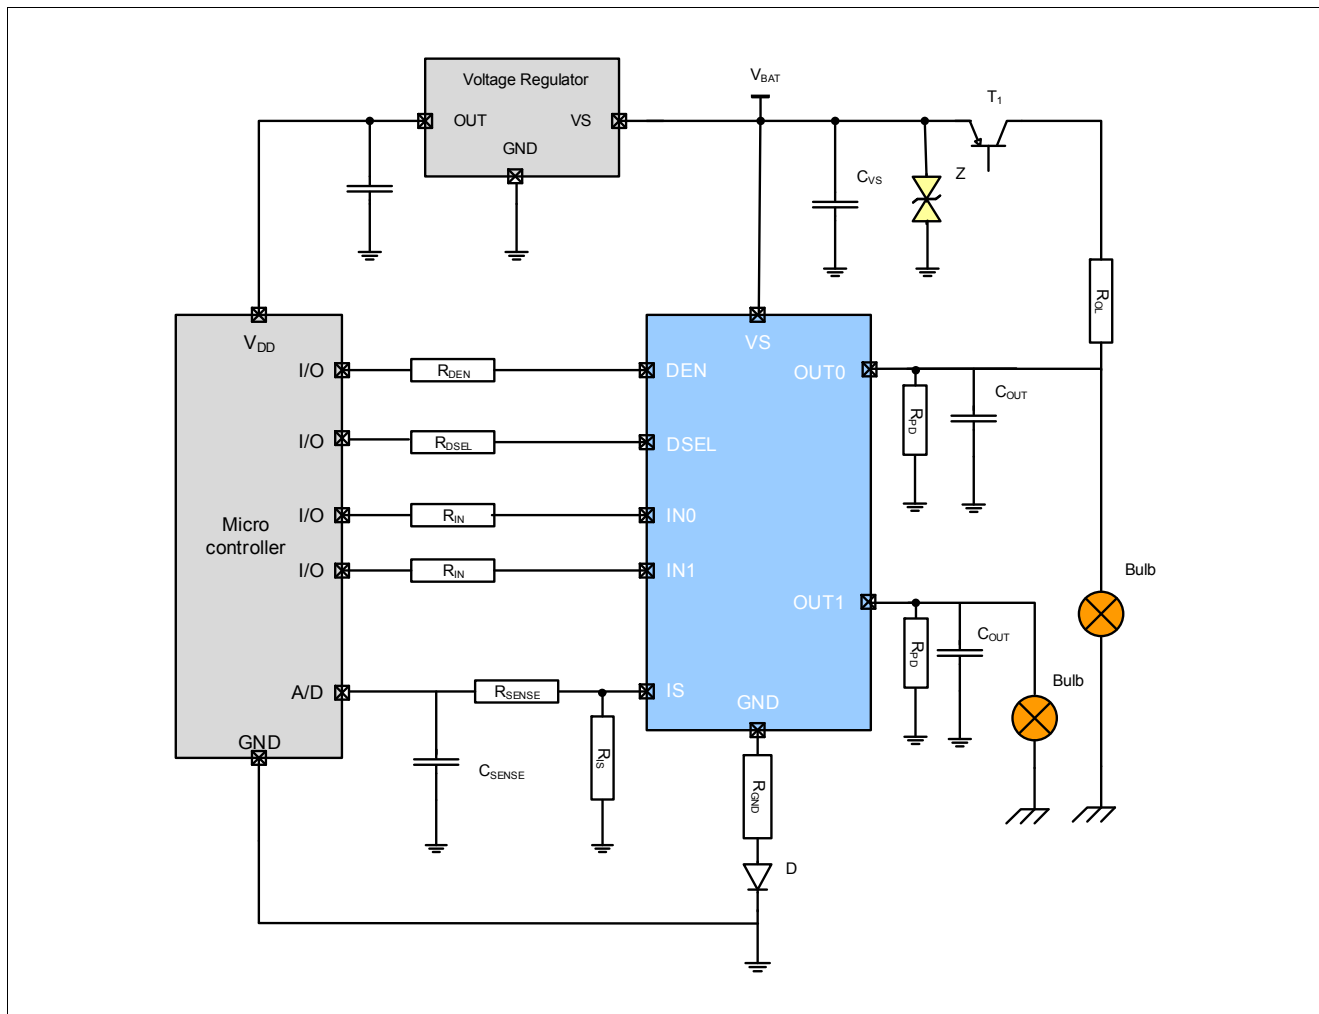 Voltage Regulator
OUT
VS
GND
VBAT
T1
CVS
Z
ROL
VDD
I/O
RDEN
DEN
VS
OUT0
RPD
COUT
I/O
RDSEL
DSEL
I/O
RIN
IN0
Micro
controller
I/O
RIN
IN1
OUT1
RPD
COUT
Bulb
Bulb
A/D
RSENSE
IS
GND
GND
CSENSE
RIS
RGND
D